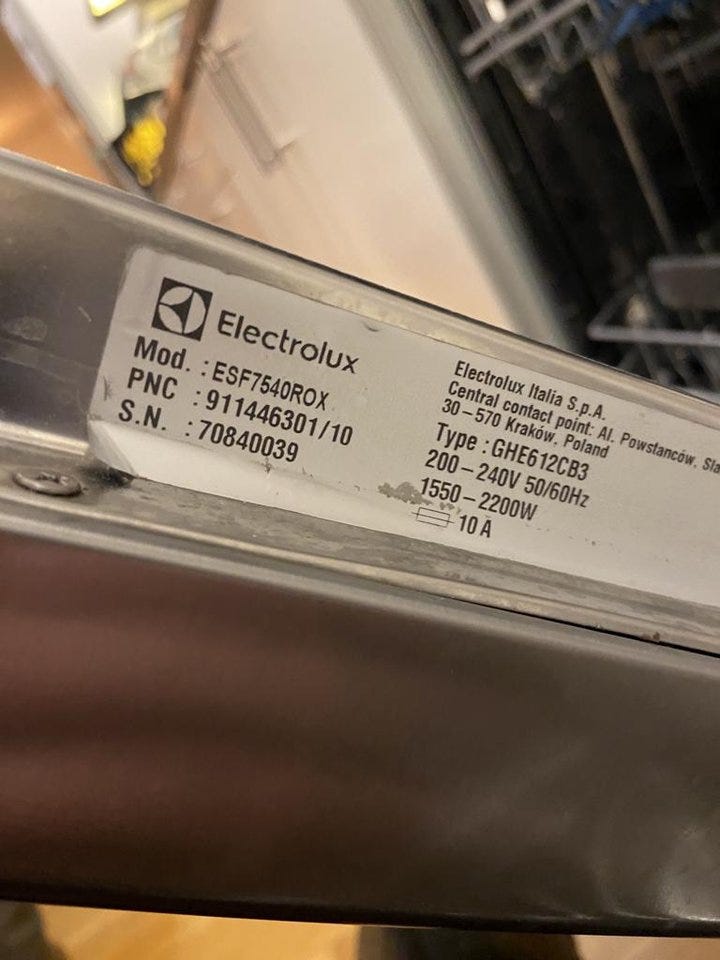 Electrolux
Mod. : ESF7540ROX
PNC : 911446301/10
S.N. : 70840039
Electrolux Italia S.p.A.
Central contact point: Al. Powstanców, Śla
30-570 Kraków, Poland
Type : GHE612CB3
200-240V 50/60Hz
1550-2200W
10 A